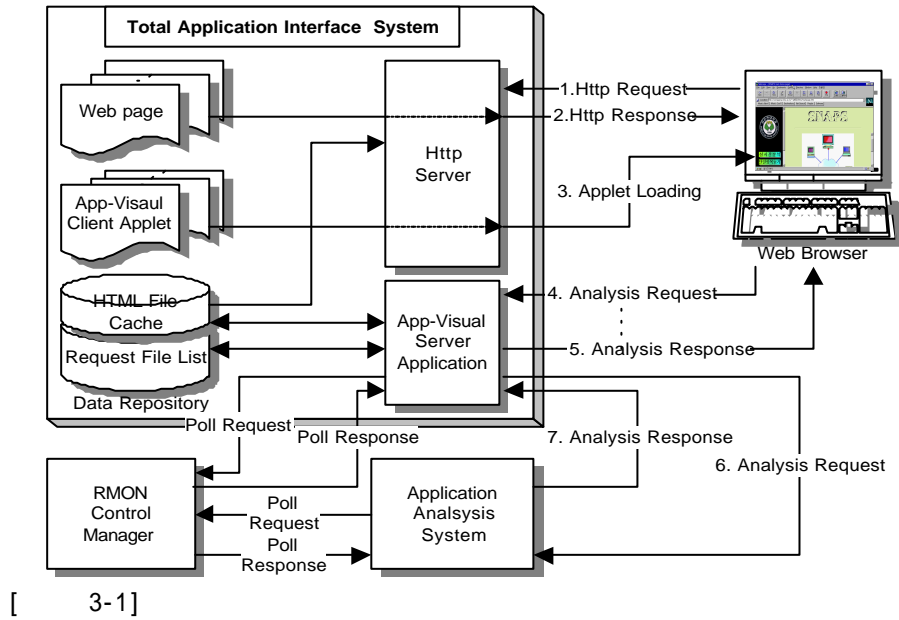 Total Application Interface System
Web page
App-Visaul
Client Applet
HTML File
Cache
Request File List
Data Repository
Http
Server
App-Visual
Server
Application
1.Http Request
2.Http Response
3. Applet Loading
SNAPS
Web Browser
4. Analysis Request
5. Analysis Response
Poll Request
Poll Response
7. Analysis Response
6. Analysis Request
RMON
Control
Manager
Poll
Request
Poll
Response
Application
Analsysis
System
[ 3-1]